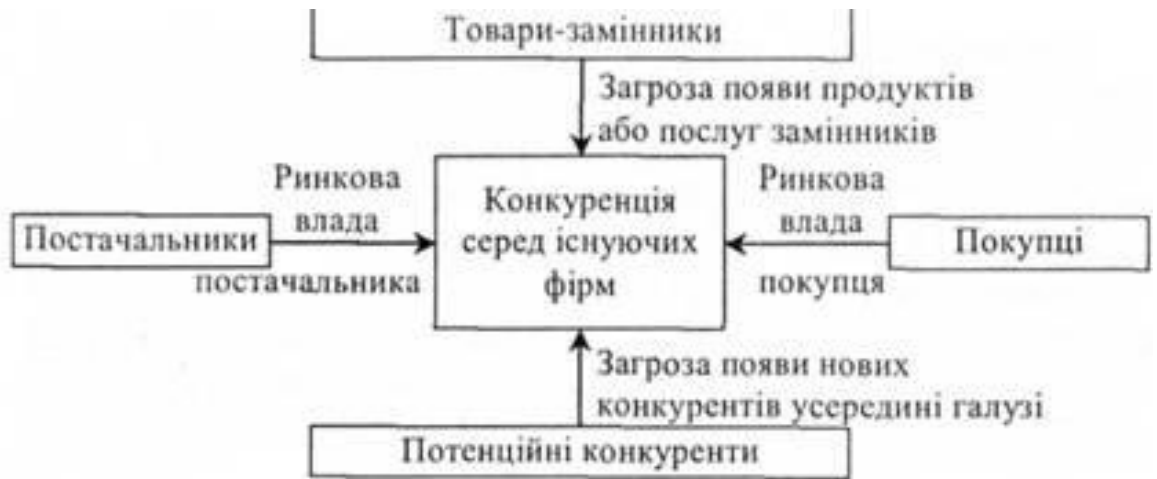 Товари-замінники
Загроза появи продуктів
або послуг замінників
Ринкова
влада
Постачальники
постачальника
Конкуренція
серед існуючих
фірм
Ринкова
влада
Покупці
покупця
Загроза появи нових
конкурентів усередині галузі
Потенційні конкуренти